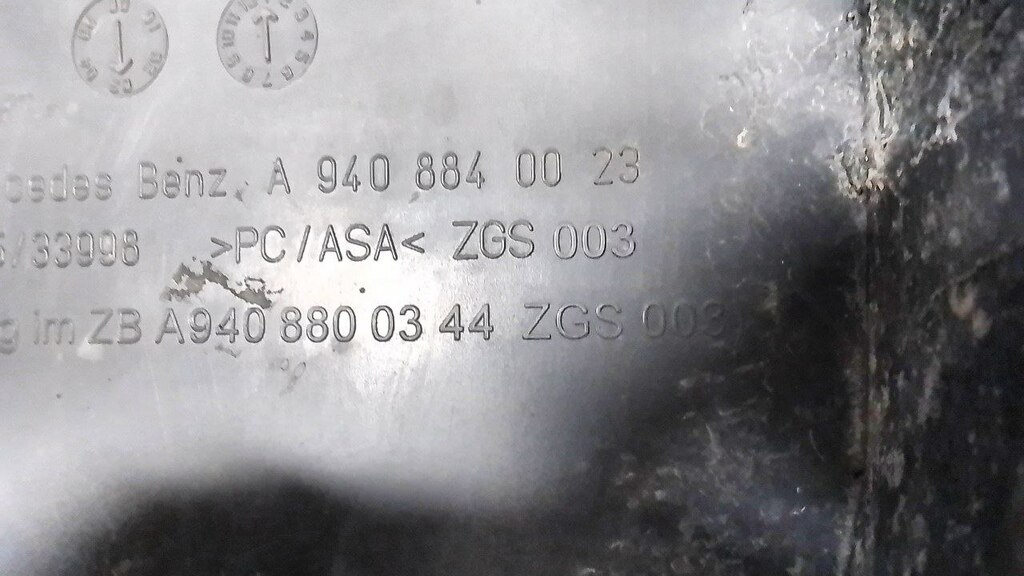 cedes Benz, A 940 884 00 23
/33998 >PC/ASA< ZGS 003
g im ZB A940 880 03 44 ZGS 003